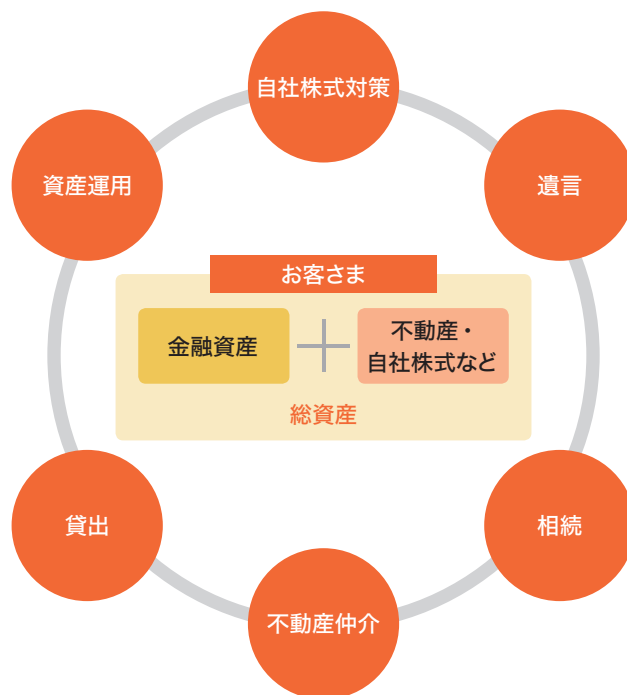 自社株式対策
資産運用
遺言
お客さま
金融資産
不動産・
自社株式など
総資産
貸出
相続
不動産仲介